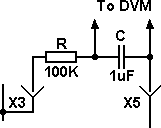 To DVM
R C
100K 1uF
X3 X5